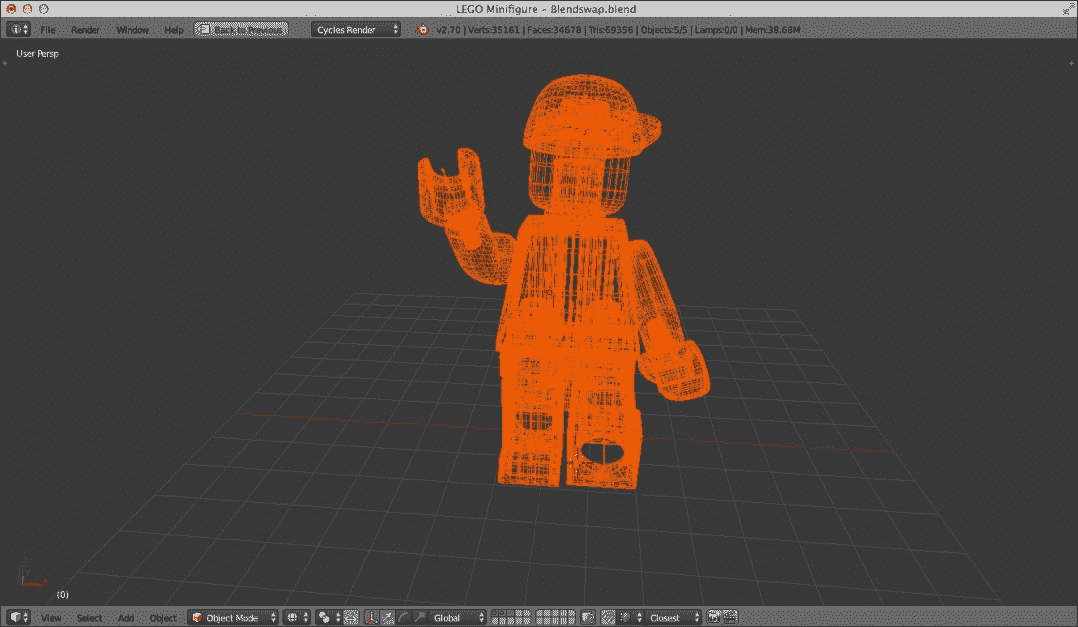 LEGO Minifigure - Blendswap.blend
File Render Window Help Back to Previous Cycles Render v2.70 | Verts:35161 | Faces:34678 | Tris:69356 | Objects:5/5 | Lamps:0/0 | Mem:38.68M
User Persp
(0)
View Select Add Object Object Mode Global Closest